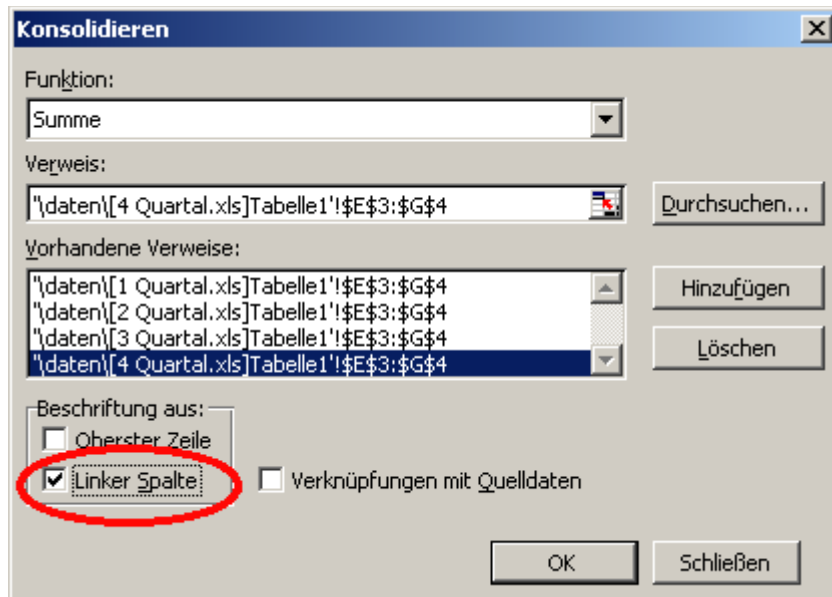 Konsolidieren
Funktion:
Summe
Verweis:
'\daten\[4 Quartal.xls]Tabelle1'!$E$3:$G$4
Durchsuchen...
Vorhandene Verweise:
'\daten\[1 Quartal.xls]Tabelle1'!$E$3:$G$4
'\daten\[2 Quartal.xls]Tabelle1'!$E$3:$G$4
'\daten\[3 Quartal.xls]Tabelle1'!$E$3:$G$4
'\daten\[4 Quartal.xls]Tabelle1'!$E$3:$G$4
Hinzufügen
Löschen
Beschriftung aus:
Oberster Zeile
Linker Spalte
Verknüpfungen mit Quelldaten
OK
Schließen